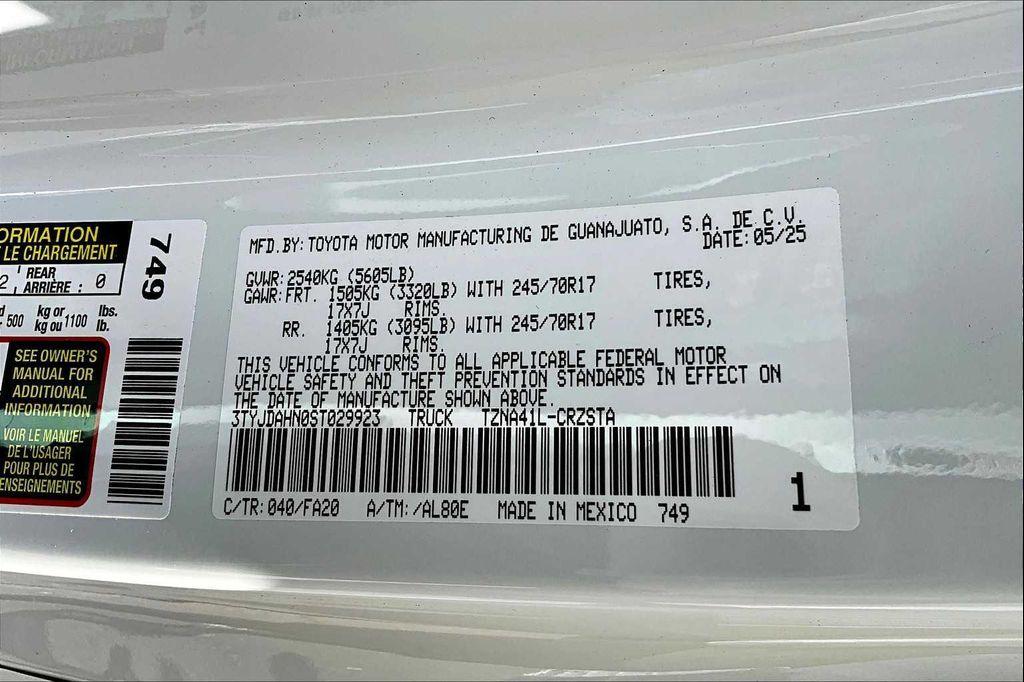 ORMATION
LE CHARGEMENT
2 REAR ARRIÈRE : 0
500 kg or kg ou 1100 lbs. lb.
SEE OWNER'S
MANUAL FOR
ADDITIONAL
INFORMATION
VOIR LE MANUEL
DE L'USAGER
POUR PLUS DE
ENSEIGNEMENTS
749
MFD.BY: TOYOTA MOTOR MANUFACTURING DE GUANAJUATO, S.A. DE C.V.
DATE: 05/25
GVWR: 2540KG (5605LB)
GAWR: FRT. 1505KG (3320LB) WITH 245/70R17 TIRES,
17X7J RIMS.
RR. 1405KG (3095LB) WITH 245/70R17 TIRES,
17X7J RIMS.
THIS VEHICLE CONFORMS TO ALL APPLICABLE FEDERAL MOTOR
VEHICLE SAFETY AND THEFT PREVENTION STANDARDS IN EFFECT ON
THE DATE OF MANUFACTURE SHOWN ABOVE.
3TYJDAHN0ST029923 TRUCK TZNA41L-CRZSTA
C/TR: 040/FA20 A/TM: /AL80E MADE IN MEXICO 749
1